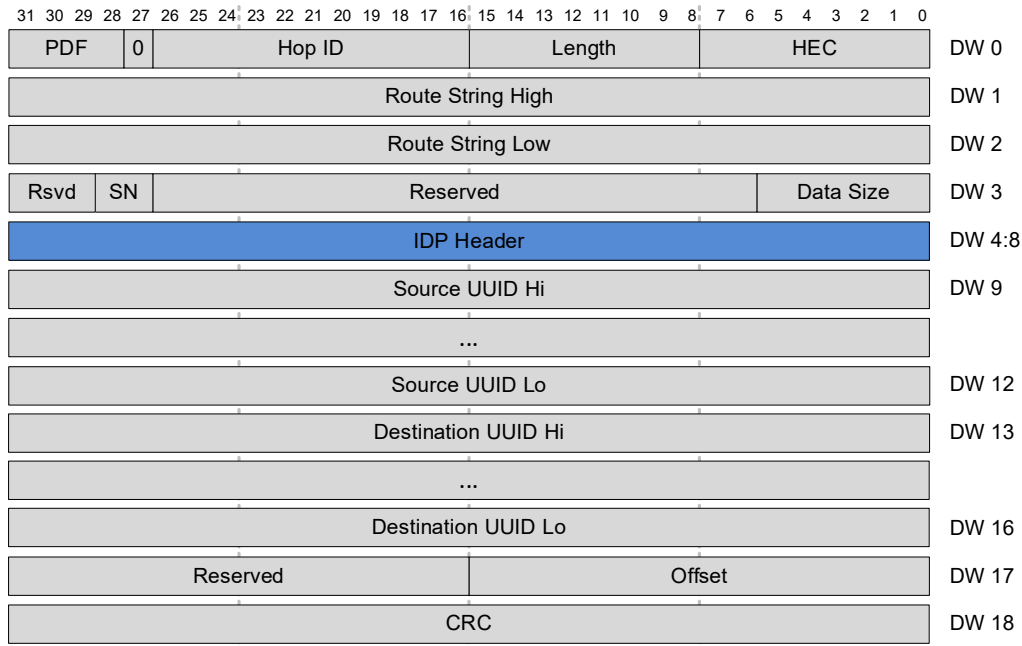 31 30 29 28 27 26 25 24 23 22 21 20 19 18 17 16 15 14 13 12 11 10 9 8 7 6 5 4 3 2 1 0
PDF 0 Hop ID Length HEC DW 0
Route String High DW 1
Route String Low DW 2
Rsvd SN Reserved Data Size DW 3
IDP Header DW 4:8
Source UUID Hi DW 9
...
Source UUID Lo DW 12
Destination UUID Hi DW 13
...
Destination UUID Lo DW 16
Reserved Offset DW 17
CRC DW 18